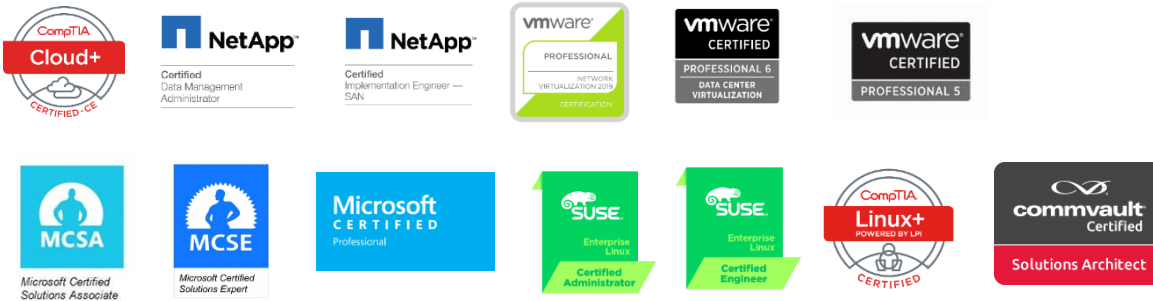 CompTIA.
Cloud+
CERTIFIED-CE
NetApp™
Certified
Data Management
Administrator
NetApp™
Certified
Implementation Engineer —
SAN
vmware®
PROFESSIONAL
NETWORK
VIRTUALIZATION 2019
CERTIFICATION
vmware®
CERTIFIED
PROFESSIONAL 6
DATA CENTER
VIRTUALIZATION
vmware®
CERTIFIED
PROFESSIONAL 5
MCSA
Microsoft Certified
Solutions Associate
MCSE
Microsoft Certified
Solutions Expert
Microsoft
CERTIFIED
Professional
SUSE.
Enterprise
Linux
Certified
Administrator
SUSE.
Enterprise
Linux
Certified
Engineer
CompTIA.
Linux+
POWERED BY LPI
CERTIFIED
commvault
Certified
Solutions Architect